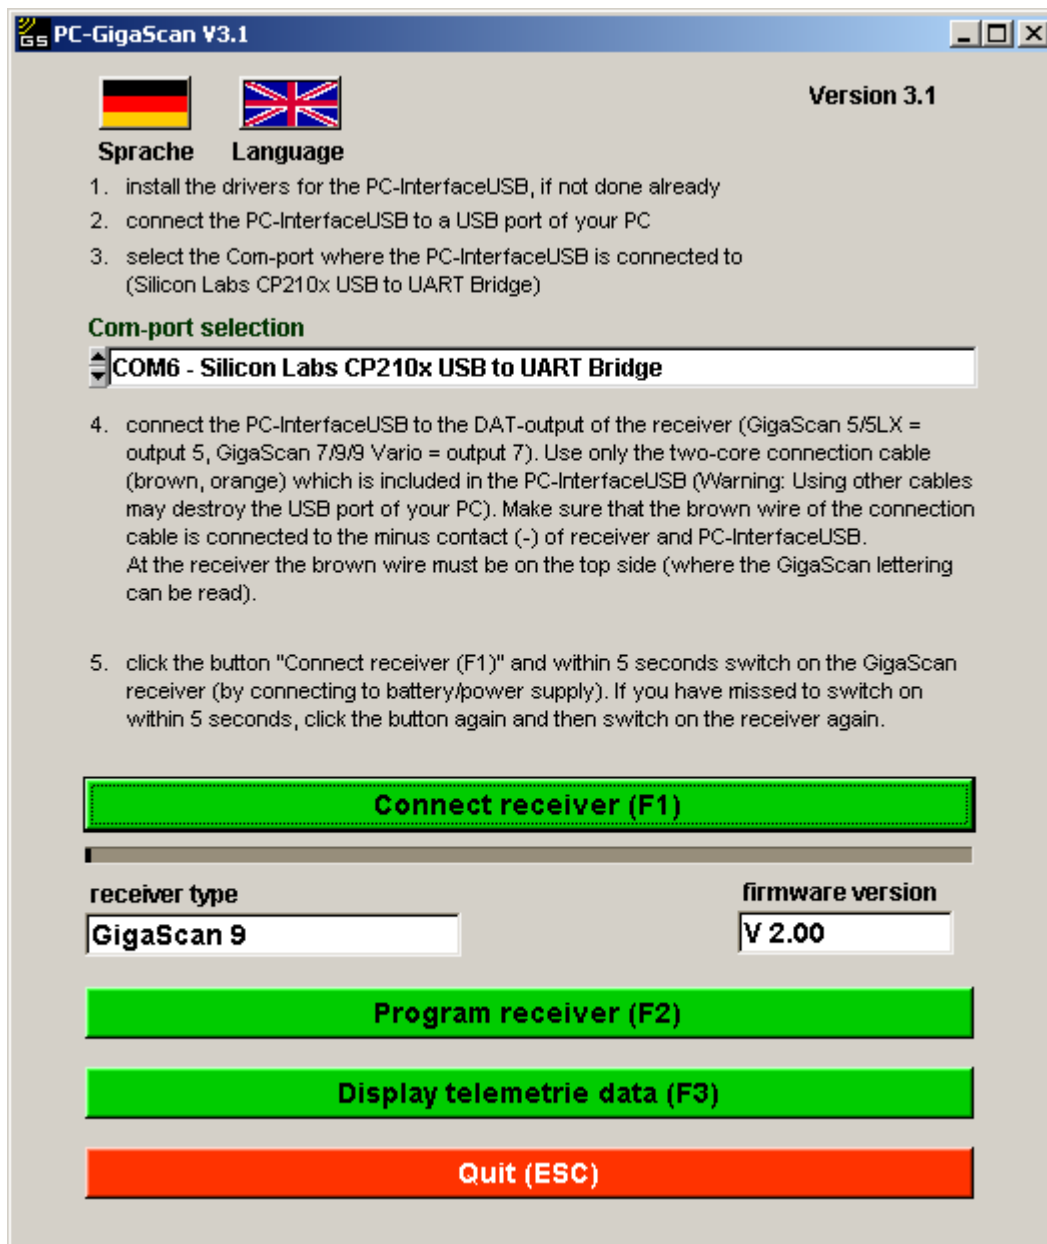 GS PC-GigaScan V3.1
Version 3.1
Sprache Language
1. install the drivers for the PC-InterfaceUSB, if not done already
2. connect the PC-InterfaceUSB to a USB port of your PC
3. select the Com-port where the PC-InterfaceUSB is connected to
(Silicon Labs CP210x USB to UART Bridge)
Com-port selection
COM6 - Silicon Labs CP210x USB to UART Bridge
4. connect the PC-InterfaceUSB to the DAT-output of the receiver (GigaScan 5/5LX =
output 5, GigaScan 7/9/9 Vario = output 7). Use only the two-core connection cable
(brown, orange) which is included in the PC-InterfaceUSB (Warning: Using other cables
may destroy the USB port of your PC). Make sure that the brown wire of the connection
cable is connected to the minus contact (-) of receiver and PC-InterfaceUSB.
At the receiver the brown wire must be on the top side (where the GigaScan lettering
can be read).
5. click the button "Connect receiver (F1)" and within 5 seconds switch on the GigaScan
receiver (by connecting to battery/power supply). If you have missed to switch on
within 5 seconds, click the button again and then switch on the receiver again.
Connect receiver (F1)
receiver type
firmware version
GigaScan 9
V 2.00
Program receiver (F2)
Display telemetrie data (F3)
Quit (ESC)